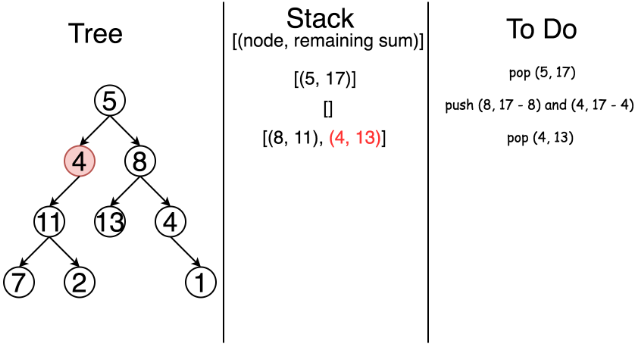 Tree
5
4
8
11
13
4
7
2
1
Stack
[(node, remaining sum)]
[(5, 17)]
[]
[(8, 11), (4, 13)]
To Do
pop (5, 17)
push (8, 17 - 8) and (4, 17 - 4)
pop (4, 13)